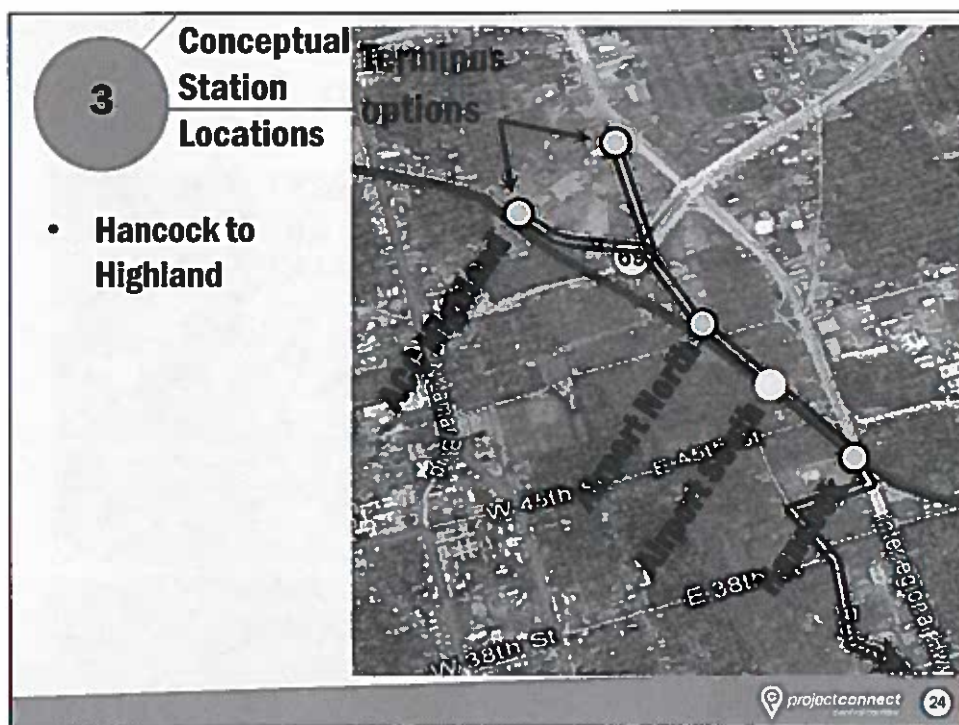 3
Conceptual
Station
Locations
Terminus
options
• Hancock to
Highland
69
Airport North
Airport South
E 45th St
W 45th St
E 38th
W 38th St
projectconnect
24